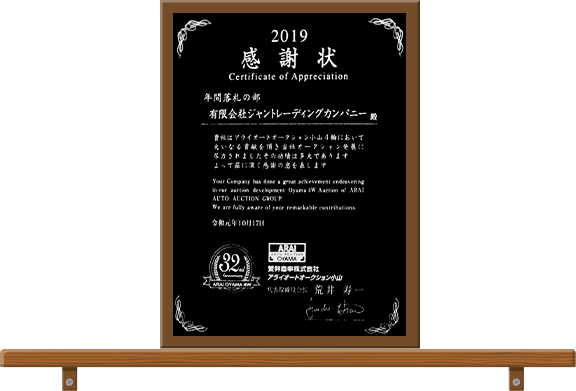 2019
感謝状
Certificate of Appreciation
年間落札の部
有限会社ジャントレーディングカンパニー 殿
貴社はアライオートオークション小山4輪において
大いなる貢献を頂き当社オークション発展に
尽力されましたその功績は多大であります
よって茲に深く感謝の意を表します
Your Company has done a great achievement endeavoring
in our auction development Oyama 4W Auction of ARAI
AUTO AUCTION GROUP.
We are fully aware of your remarkable contributions.
令和元年10月17日
32nd
Anniversary
ARAI OYAMA 4W
ARAI
AUTO AUCTION
OYAMA
荒井商事株式会社
アライオートオークション小山
代表取締役社長 荒井寿一